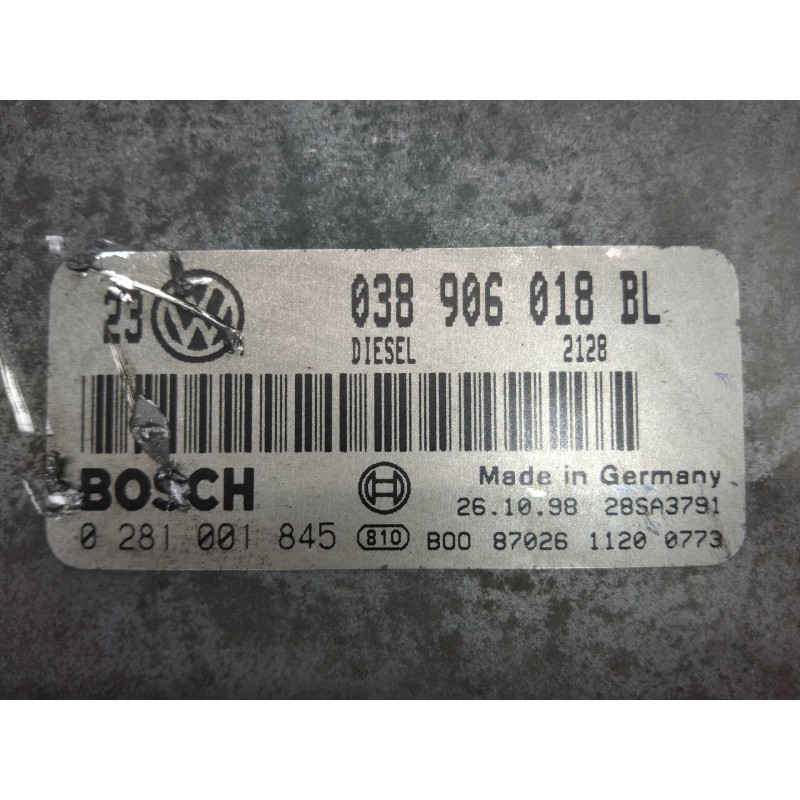 23 VW 038 906 018 BL
DIESEL 2128
BOSCH Made in Germany
26.10.98 28SA3791
0 281 001 845 810 B00 87026 1120 0773